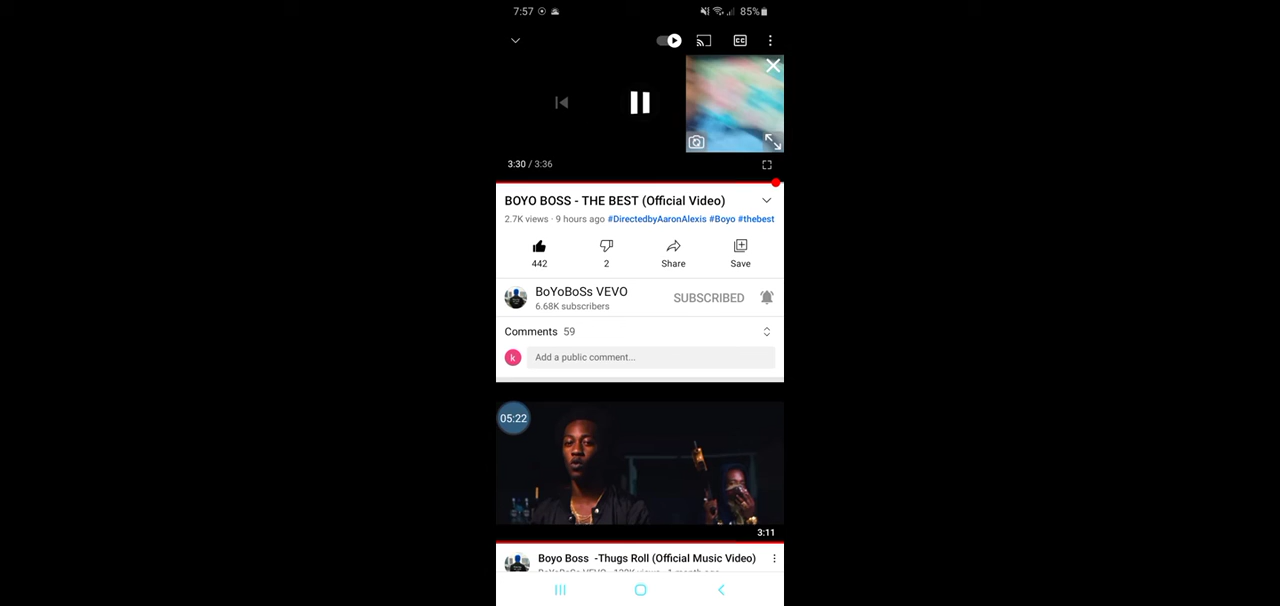 7:57 85%
3:30 / 3:36
BOYO BOSS - THE BEST (Official Video)
2.7K views · 9 hours ago #DirectedbyAaronAlexis #Boyo #thebest
442 2 Share Save
BoYoBoSs VEVO
6.68K subscribers
SUBSCRIBED
Comments 59
k Add a public comment...
05:22
3:11
Boyo Boss -Thugs Roll (Official Music Video)